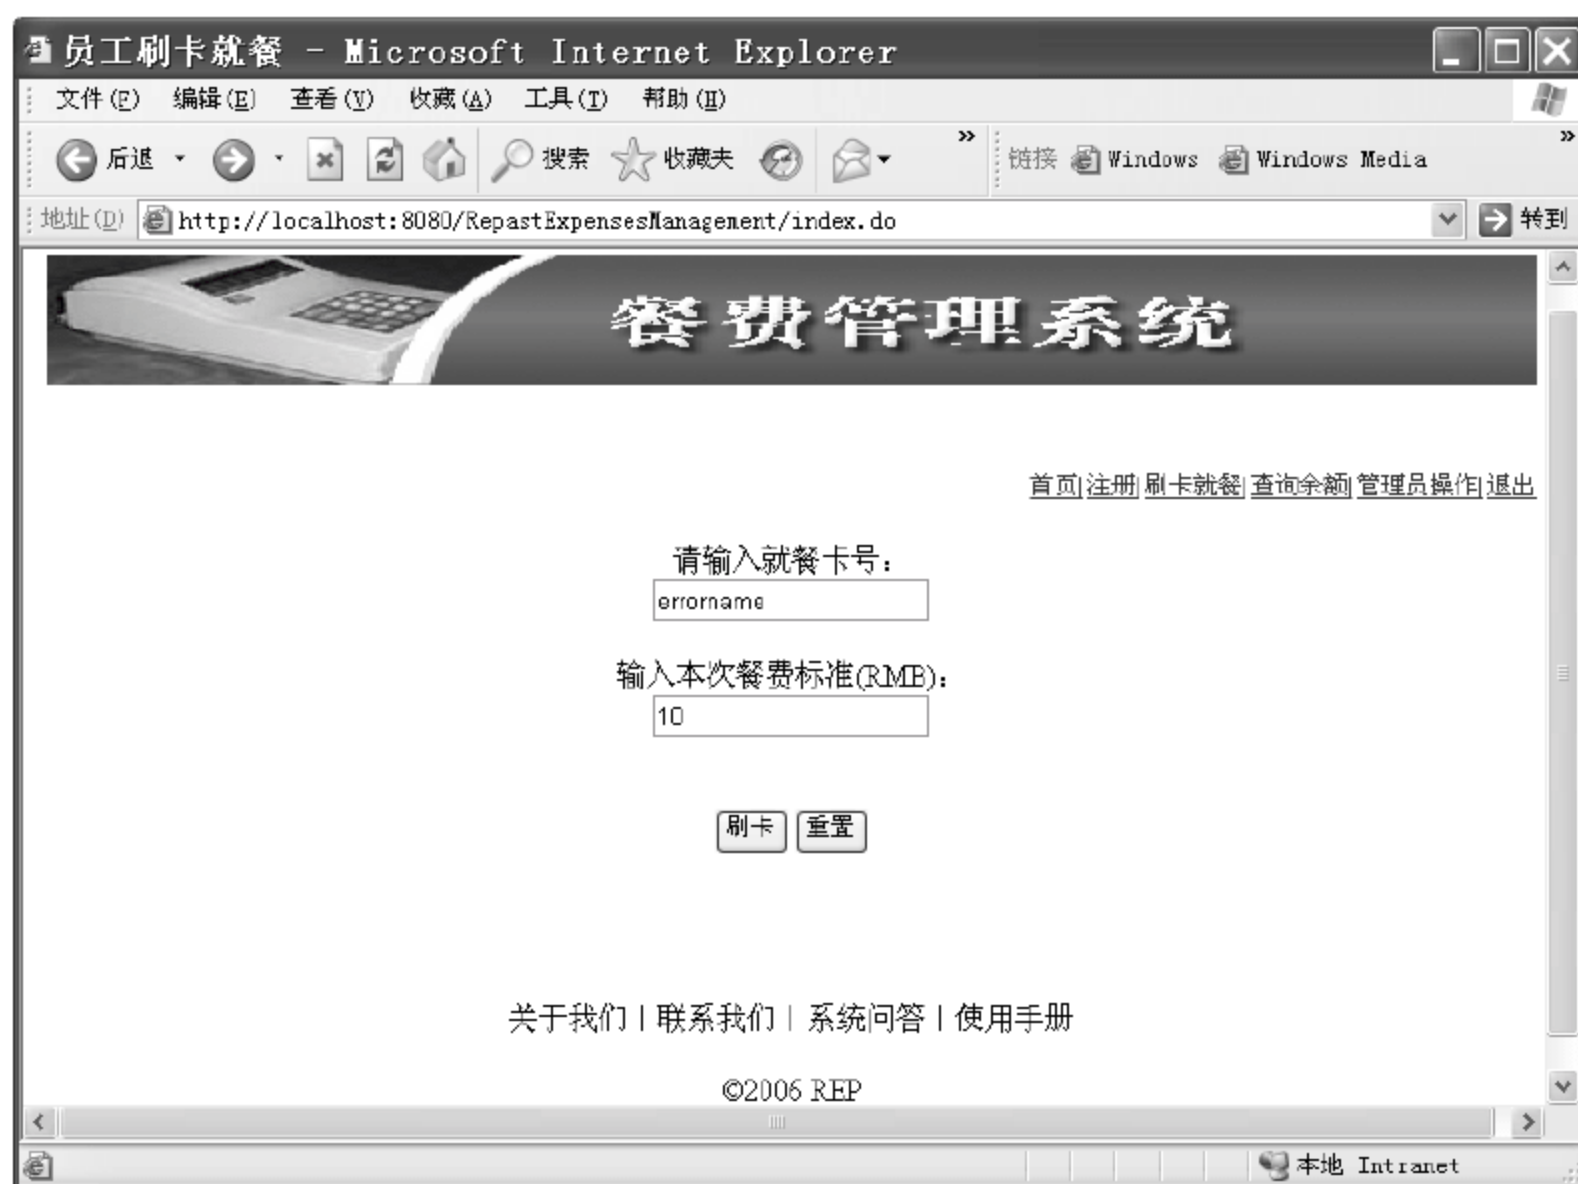 员工刷卡就餐 - Microsoft Internet Explorer
文件(F) 编辑(E) 查看(V) 收藏(A) 工具(T) 帮助(H)
后退 搜索 收藏夹 » 链接 Windows Windows Media »
地址(D) http://localhost:8080/RepastExpensesManagement/index.do 转到
餐费管理系统
首页|注册|刷卡就餐|查询余额|管理员操作|退出
请输入就餐卡号:
errorname
输入本次餐费标准(RMB):
10
刷卡 重置
关于我们 | 联系我们 | 系统问答 | 使用手册
©2006 REP
本地 Intranet